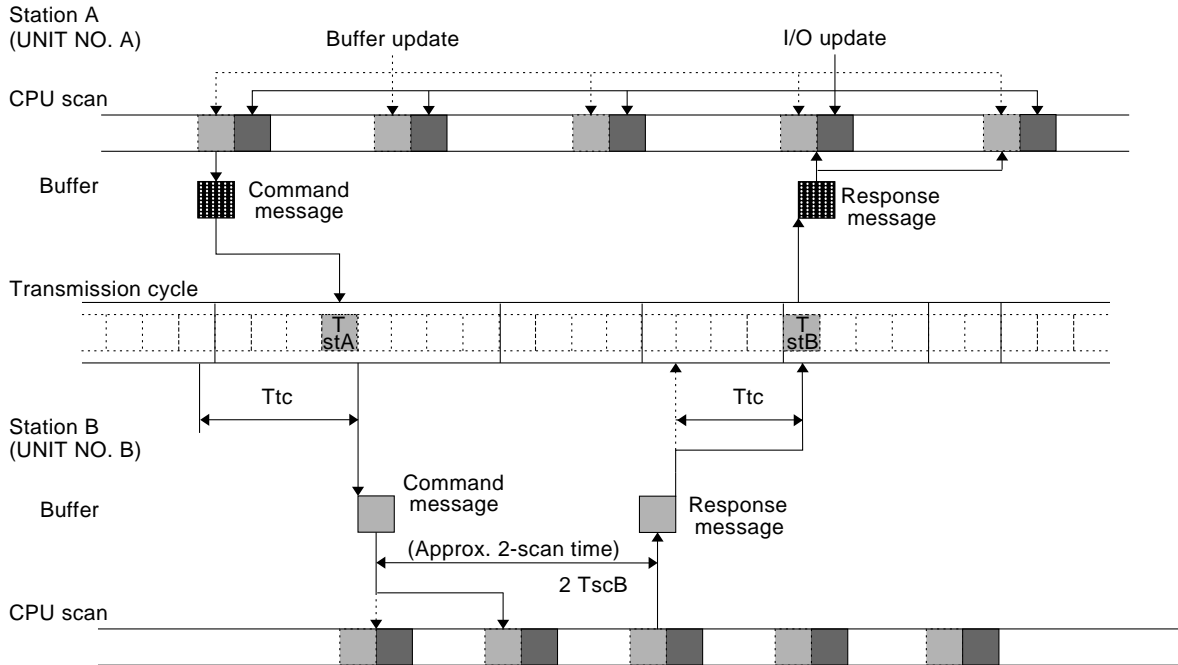 Station A
(UNIT NO. A)
Buffer update
I/O update
CPU scan
Buffer
Command
message
Response
message
Transmission cycle
T
stA
T
stB
Ttc
Ttc
Station B
(UNIT NO. B)
Buffer
Command
message
Response
message
(Approx. 2-scan time)
2 TscB
CPU scan